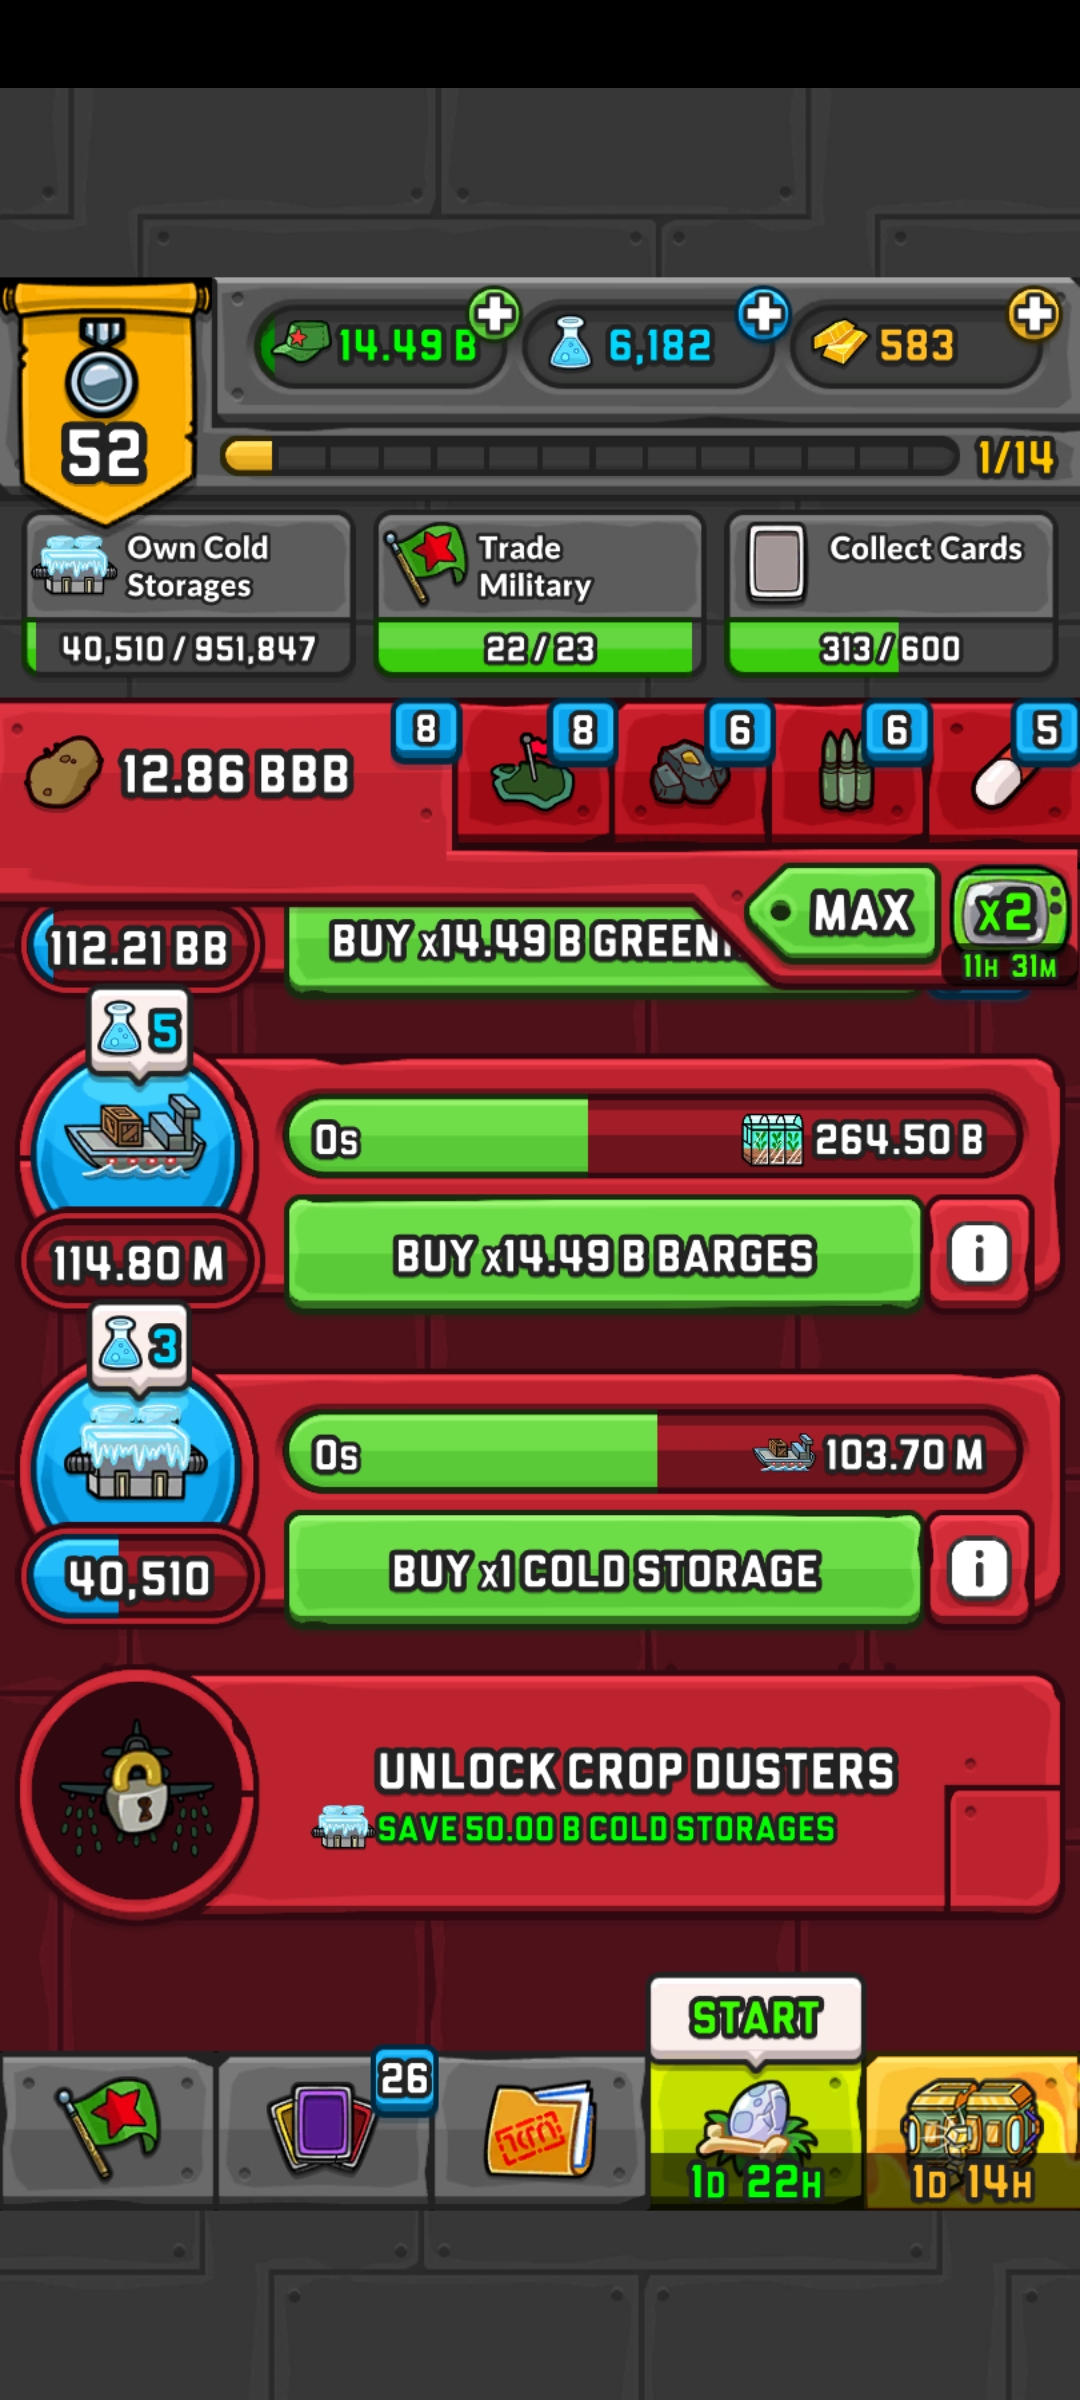 14.49 B
6,182
583
52
1/14
Own Cold
Storages
40,510 / 951,847
Trade
Military
22 / 23
Collect Cards
313 / 600
12.86 BBB
8
8
6
6
5
MAX
x2
11H 31M
112.21 BB
BUY x14.49 B GREEN
5
0s
264.50 B
114.80 M
BUY x14.49 B BARGES
i
3
0s
103.70 M
40,510
BUY x1 COLD STORAGE
i
UNLOCK CROP DUSTERS
SAVE 50.00 B COLD STORAGES
START
26
1D 22H
1D 14H